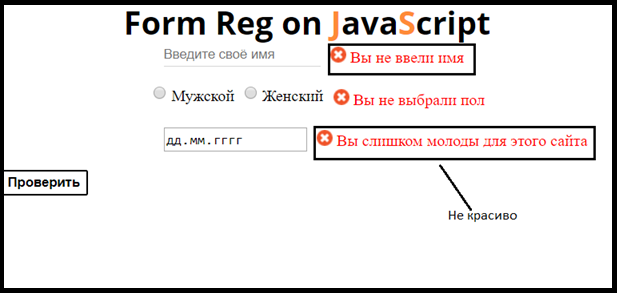 Form Reg on JavaScript
Введите своё имя
Вы не ввели имя
Мужской Женский Вы не выбрали пол
дд.мм.гггг Вы слишком молоды для этого сайта
Проверить
Не красиво